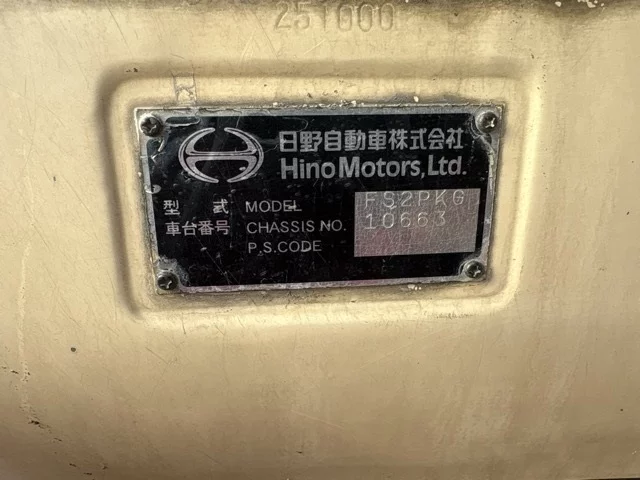 251000
日野自動車株式会社
Hino Motors, Ltd.
型 式 MODEL FS2PKG
車台番号 CHASSIS NO. 10663
P.S.CODE